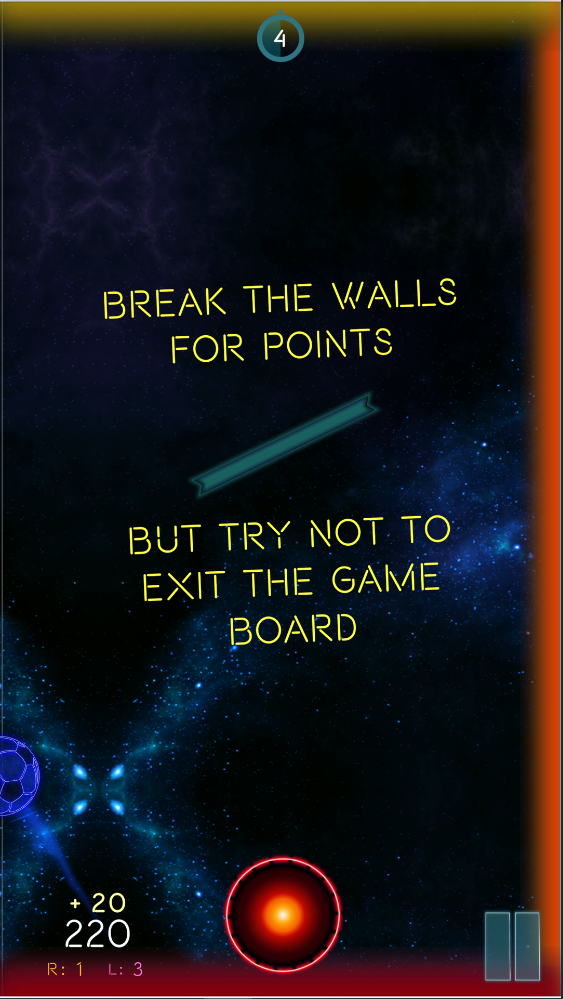 4
BREAK THE WALLS
FOR POINTS
BUT TRY NOT TO
EXIT THE GAME
BOARD
+ 20
220
R: 1 L: 3